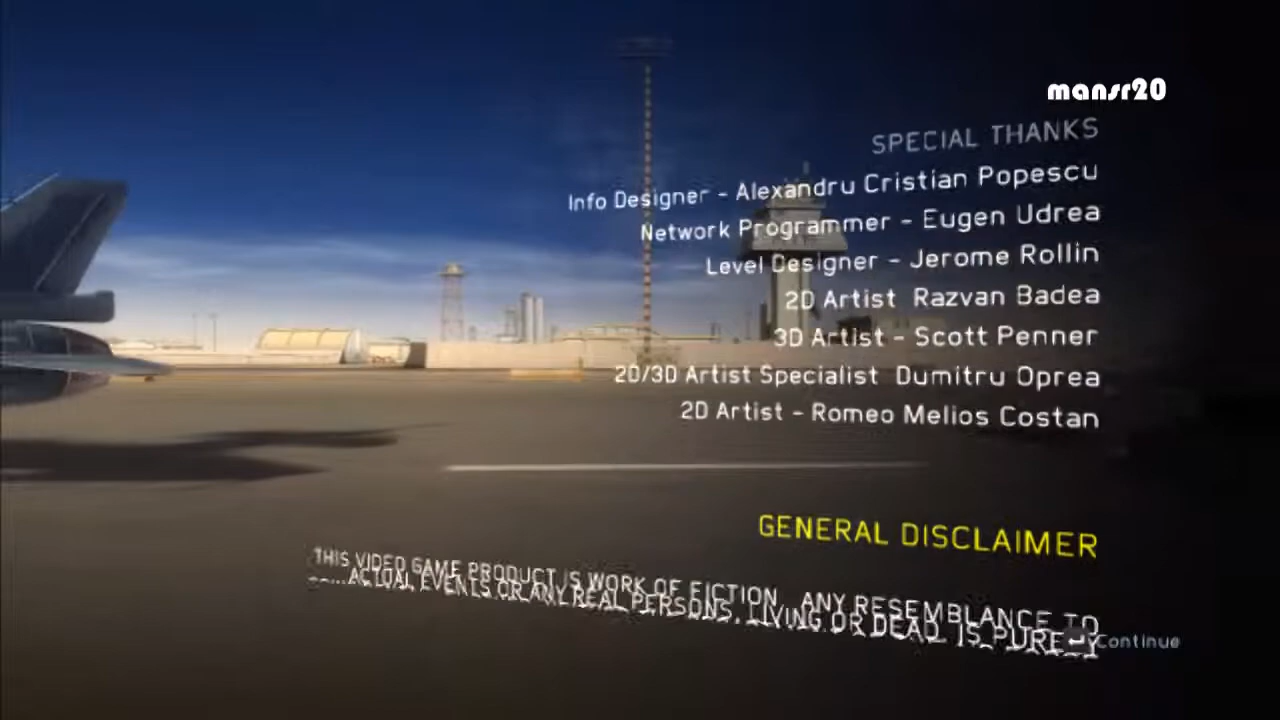 mansr20
SPECIAL THANKS
Info Designer - Alexandru Cristian Popescu
Network Programmer - Eugen Udrea
Level Designer - Jerome Rollin
2D Artist Razvan Badea
3D Artist - Scott Penner
2D/3D Artist Specialist Dumitru Oprea
2D Artist - Romeo Melios Costan
GENERAL DISCLAIMER
THIS VIDEO GAME PRODUCT IS WORK OF FICTION. ANY RESEMBLANCE TO
ACTUAL EVENTS OR ANY REAL PERSONS, LIVING OR DEAD, IS PURELY
Continue